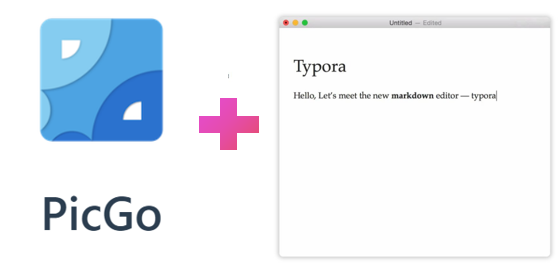 PicGo
Untitled — Edited
Typora
Hello, Let's meet the new markdown editor — typora